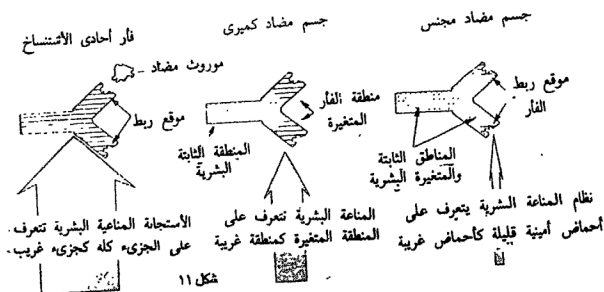 جسم مضاد مجنس
جسم مضاد كميرى
فأر أحادى الأستنساخ
موروث مضاد
موقع ربط
موقع ربط
الفأر
منطقة الفأر
المتغيرة
المنطقة الثابتة
البشرية
المناطق الثابتة
والمتغيرة البشرية
نظام المناعة البشرية يتعرف على
أحماض أمينية قليلة كأحماض غريبة
المناعة البشرية تتعرف على
المنطقة المتغيرة كمنطقة غريبة
الأستجابة المناعية البشرية تتعرف
على الجزىء كله كجزىء غريب
شكل ١١